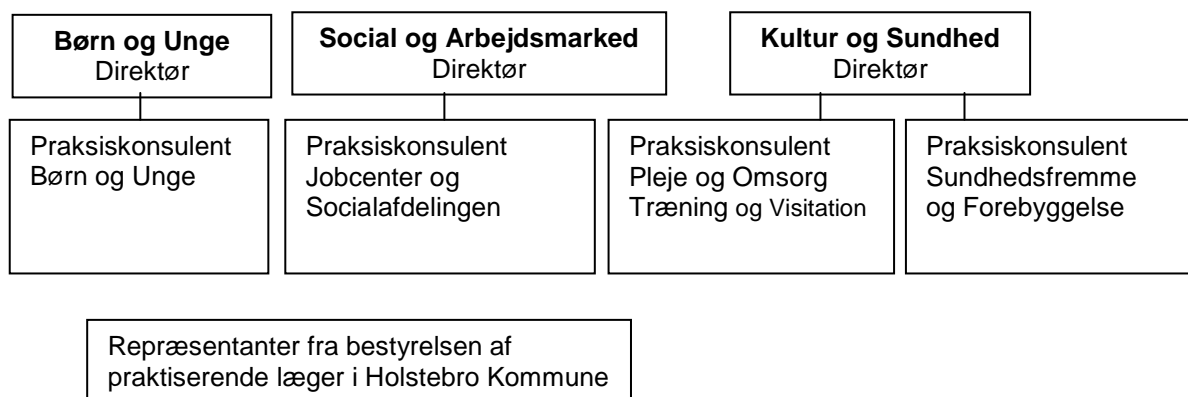 Børn og Unge
Direktør
Social og Arbejdsmarked
Direktør
Kultur og Sundhed
Direktør
Praksiskonsulent
Børn og Unge
Praksiskonsulent
Jobcenter og
Socialafdelingen
Praksiskonsulent
Pleje og Omsorg
Træning og Visitation
Praksiskonsulent
Sundhedsfremme
og Forebyggelse
Repræsentanter fra bestyrelsen af
praktiserende læger i Holstebro Kommune